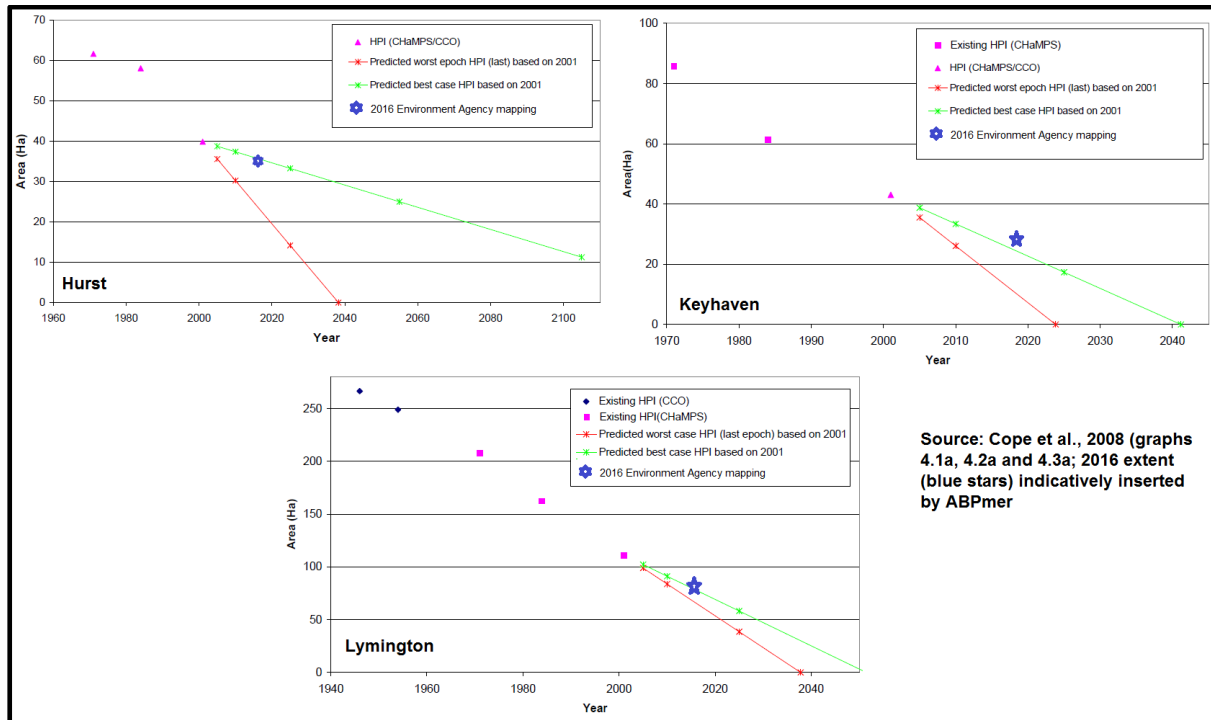 70
60
50
40
30
20
10
0
Area (Ha)
1960 1980 2000 2020 2040 2060 2080 2100
Year
HPI (CHaMPS/CCO)
Predicted worst epoch HPI (last) based on 2001
Predicted best case HPI based on 2001
2016 Environment Agency mapping
Hurst
100
80
60
40
20
0
Area(Ha)
1970 1980 1990 2000 2010 2020 2030 2040
Year
Existing HPI (CHaMPS)
HPI (CHaMPS/CCO)
Predicted worst epoch HPI (last) based on 2001
Predicted best case HPI based on 2001
2016 Environment Agency mapping
Keyhaven
250
200
150
100
50
0
Area (Ha)
1940 1960 1980 2000 2020 2040
Year
Existing HPI (CCO)
Existing HPI(CHaMPS)
Predicted worst case HPI (last epoch) based on 2001
Predicted best case HPI based on 2001
2016 Environment Agency mapping
Lymington
Source: Cope et al., 2008 (graphs
4.1a, 4.2a and 4.3a; 2016 extent
(blue stars) indicatively inserted
by ABPmer